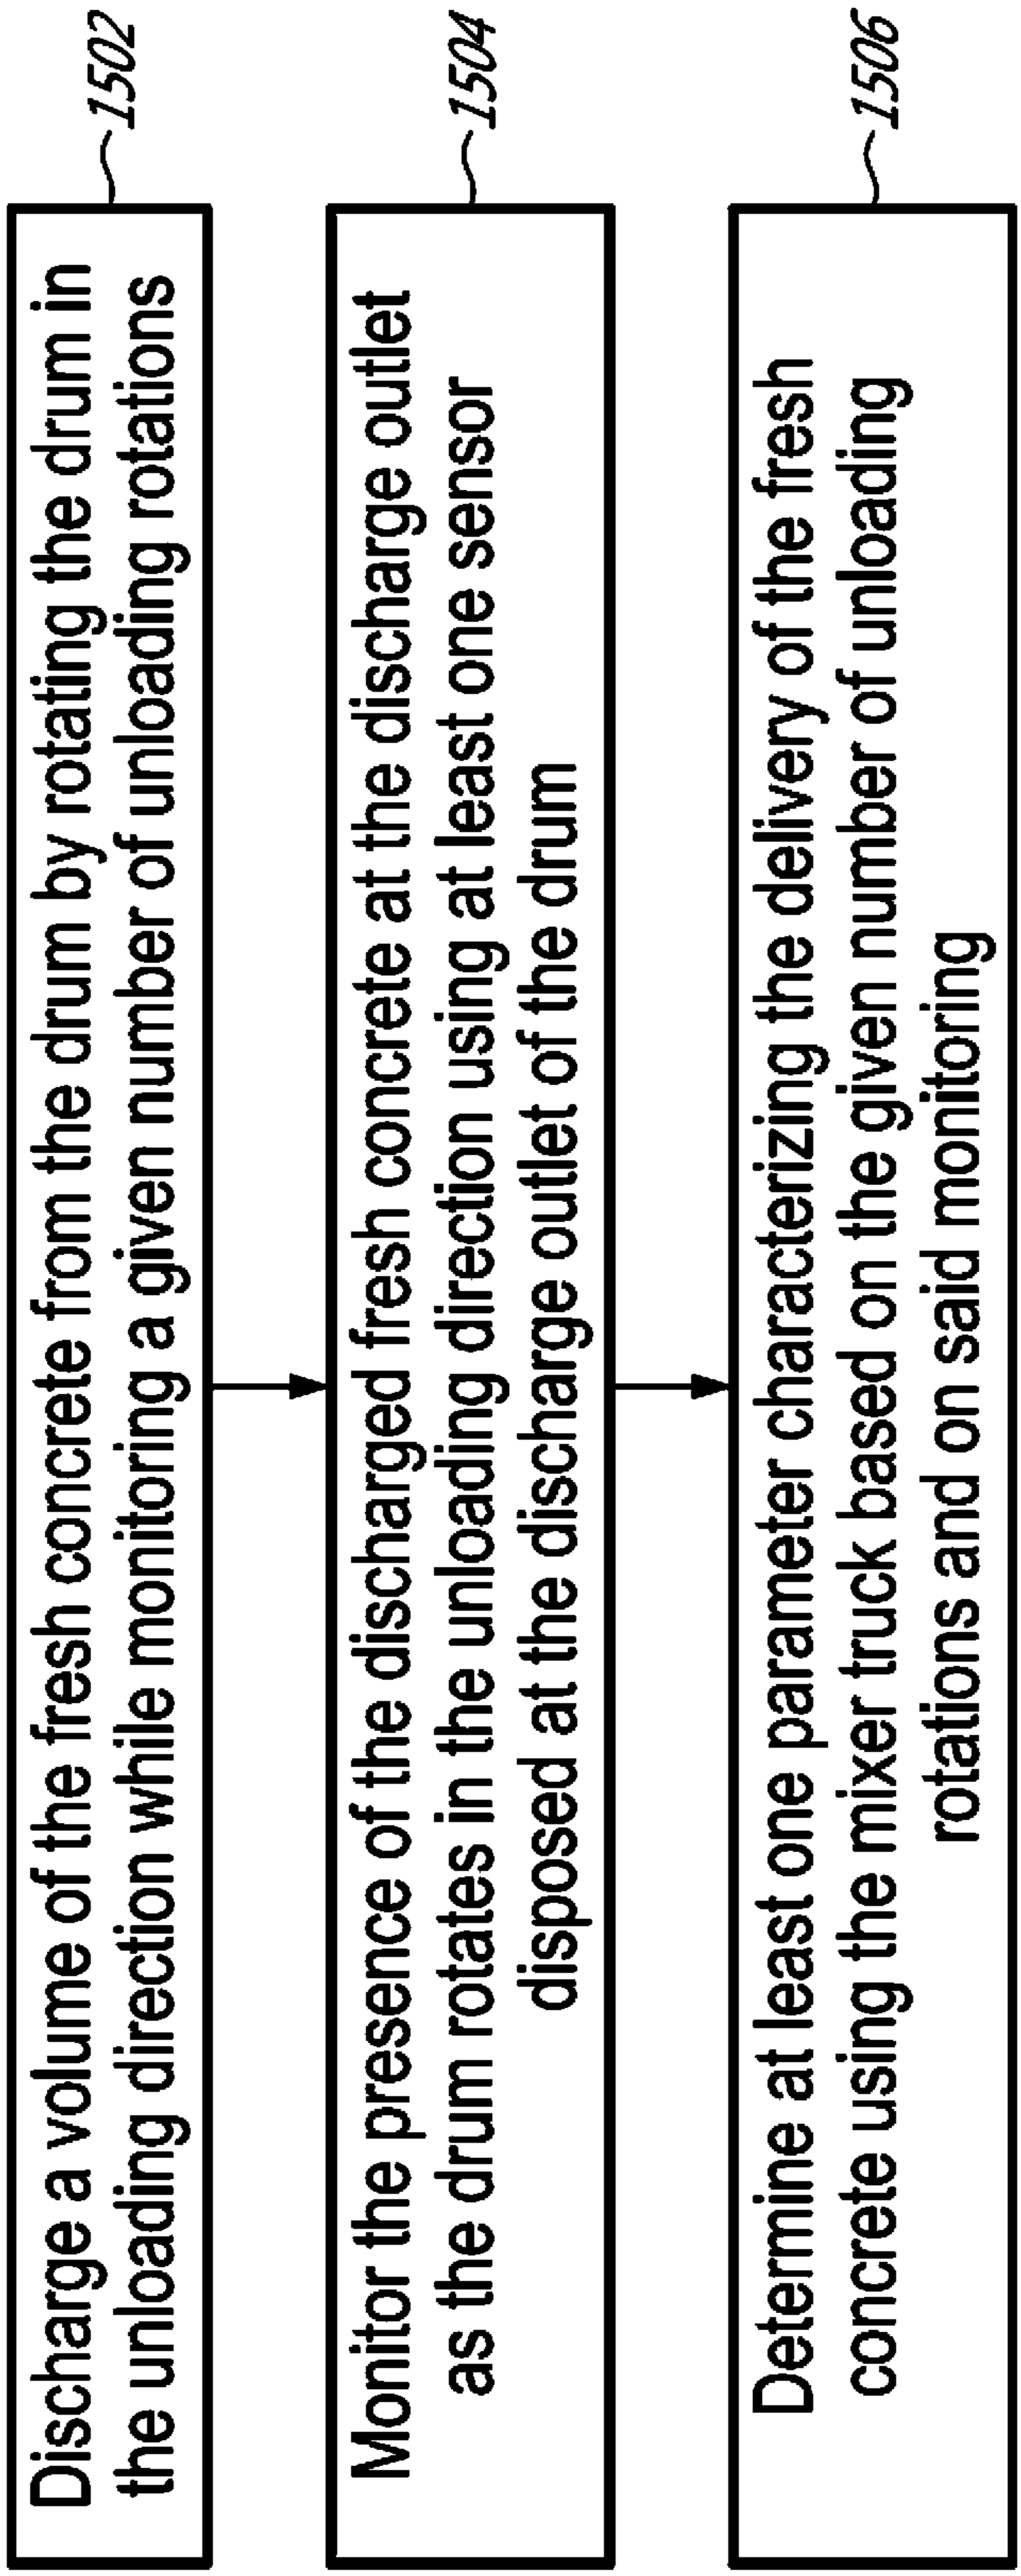 Discharge a volume of the fresh concrete from the drum by rotating the drum in
the unloading direction while monitoring a given number of unloading rotations
1502
Monitor the presence of the discharged fresh concrete at the discharge outlet
as the drum rotates in the unloading direction using at least one sensor
disposed at the discharge outlet of the drum
1504
Determine at least one parameter characterizing the delivery of the fresh
concrete using the mixer truck based on the given number of unloading
rotations and on said monitoring
1506